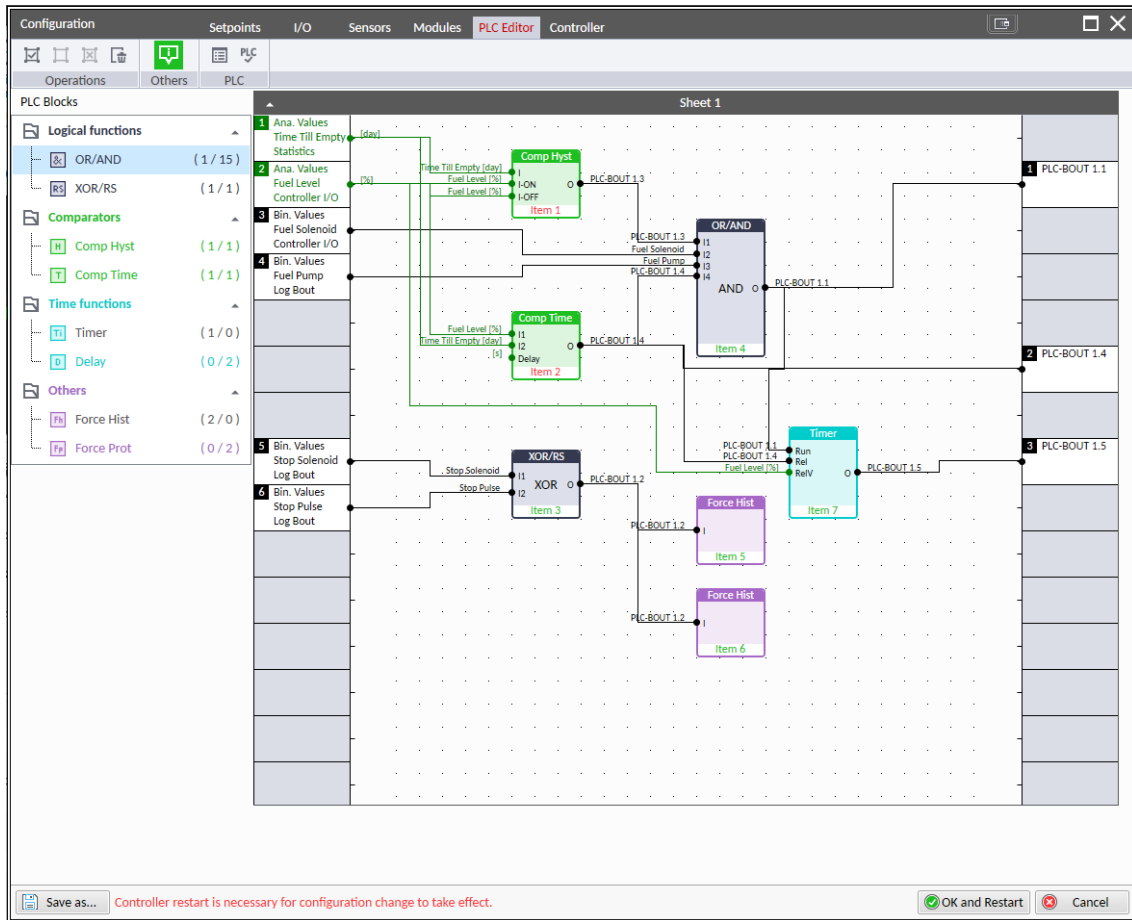 Configuration
Setpoints I/O Sensors Modules PLC Editor Controller
PLC
Operations Others PLC
PLC Blocks
Logical functions
& OR/AND (1/15)
RS XOR/RS (1/1)
Comparators
H Comp Hyst (1/1)
T Comp Time (1/1)
Time functions
Ti Timer (1/0)
D Delay (0/2)
Others
Fh Force Hist (2/0)
Fp Force Prot (0/2)
Sheet 1
1 Ana. Values
Time Till Empty
Statistics
[day]
2 Ana. Values
Fuel Level
Controller I/O
[%]
3 Bin. Values
Fuel Solenoid
Controller I/O
4 Bin. Values
Fuel Pump
Log Bout
5 Bin. Values
Stop Solenoid
Log Bout
6 Bin. Values
Stop Pulse
Log Bout
Comp Hyst
Time Till Empty [day] I
Fuel Level [%] I-ON O PLC-BOUT 1.3
Fuel Level [%] I-OFF
Item 1
OR/AND
PLC-BOUT 1.3 I1
Fuel Solenoid I2
Fuel Pump I3
PLC-BOUT 1.4 I4
AND O PLC-BOUT 1.1
Item 4
Comp Time
Fuel Level [%] I1
Time Till Empty [day] I2 O PLC-BOUT 1.4
[s] Delay
Item 2
Timer
PLC-BOUT 1.1 Run
PLC-BOUT 1.4 Rel
Fuel Level [%] RelV O PLC-BOUT 1.5
Item 7
XOR/RS
Stop Solenoid I1
XOR O PLC-BOUT 1.2
Stop Pulse I2
Item 3
Force Hist
PLC-BOUT 1.2 I
Item 5
Force Hist
PLC-BOUT 1.2 I
Item 6
1 PLC-BOUT 1.1
2 PLC-BOUT 1.4
3 PLC-BOUT 1.5
Save as... Controller restart is necessary for configuration change to take effect. OK and Restart Cancel